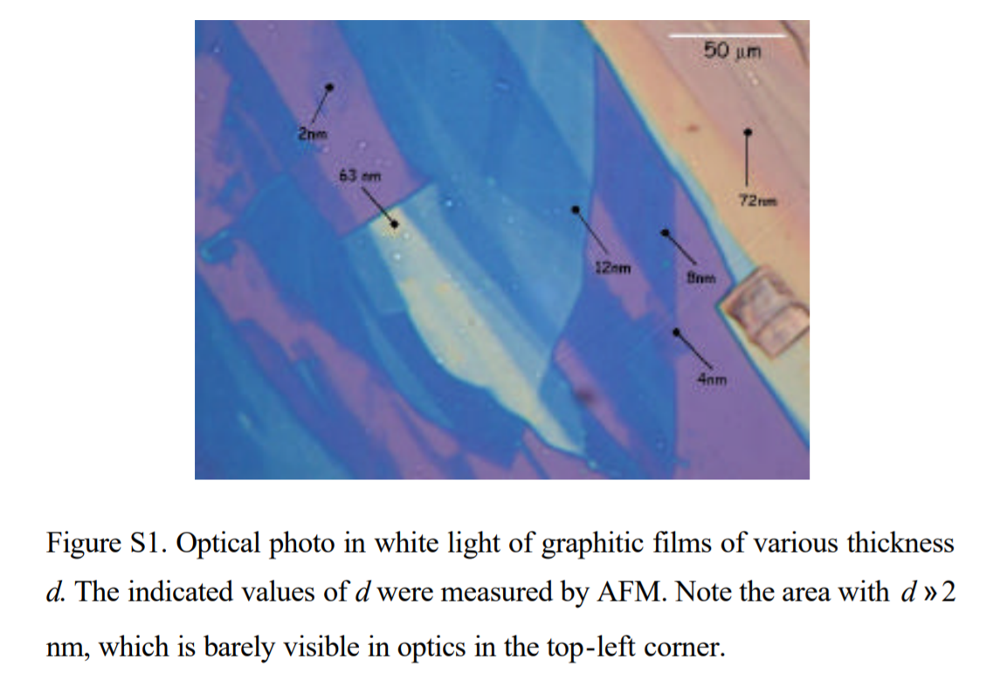 50 µm
2nm
63 nm
72nm
12nm
8nm
4nm
Figure S1. Optical photo in white light of graphitic films of various thickness
d. The indicated values of d were measured by AFM. Note the area with d »2
nm, which is barely visible in optics in the top-left corner.